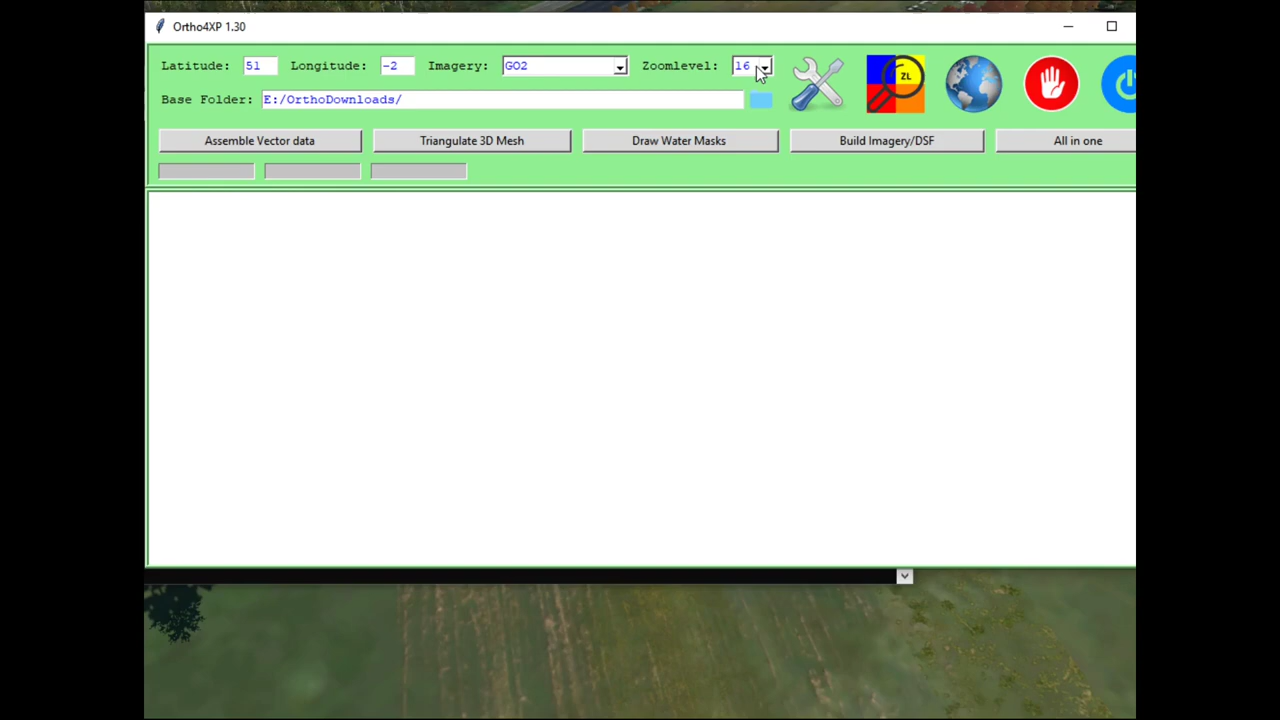 Ortho4XP 1.30
Latitude: 51 Longitude: -2 Imagery: GO2 Zoomlevel: 16
ZL
Base Folder: E:/OrthoDownloads/
Assemble Vector data Triangulate 3D Mesh Draw Water Masks Build Imagery/DSF All in one